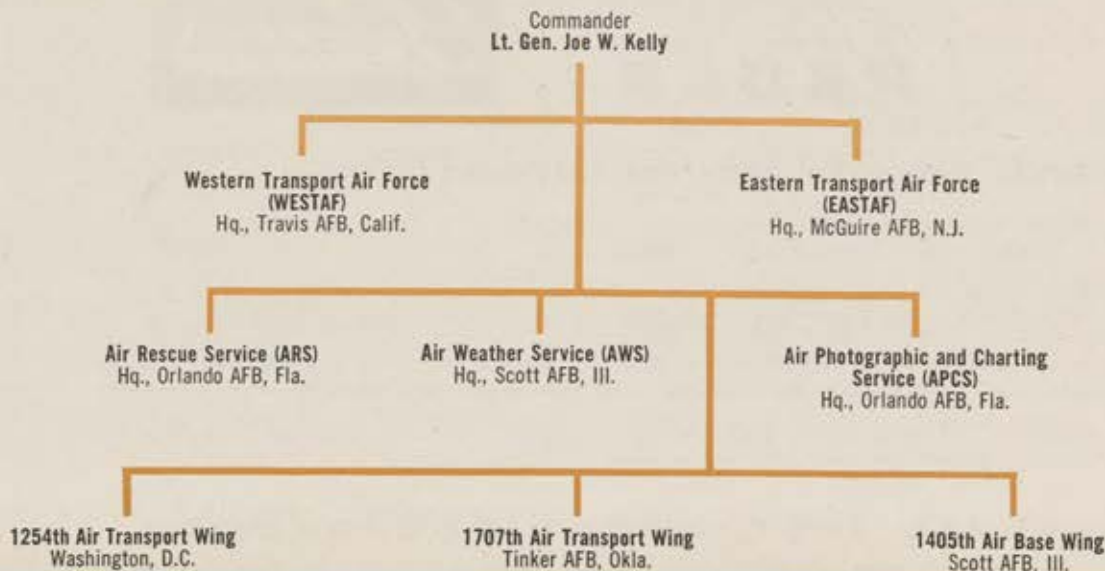 Commander
Lt. Gen. Joe W. Kelly
Western Transport Air Force
(WESTAF)
Hq., Travis AFB, Calif.
Eastern Transport Air Force
(EASTAF)
Hq., McGuire AFB, N.J.
Air Rescue Service (ARS)
Hq., Orlando AFB, Fla.
Air Weather Service (AWS)
Hq., Scott AFB, Ill.
Air Photographic and Charting
Service (APCS)
Hq., Orlando AFB, Fla.
1254th Air Transport Wing
Washington, D.C.
1707th Air Transport Wing
Tinker AFB, Okla.
1405th Air Base Wing
Scott AFB, Ill.